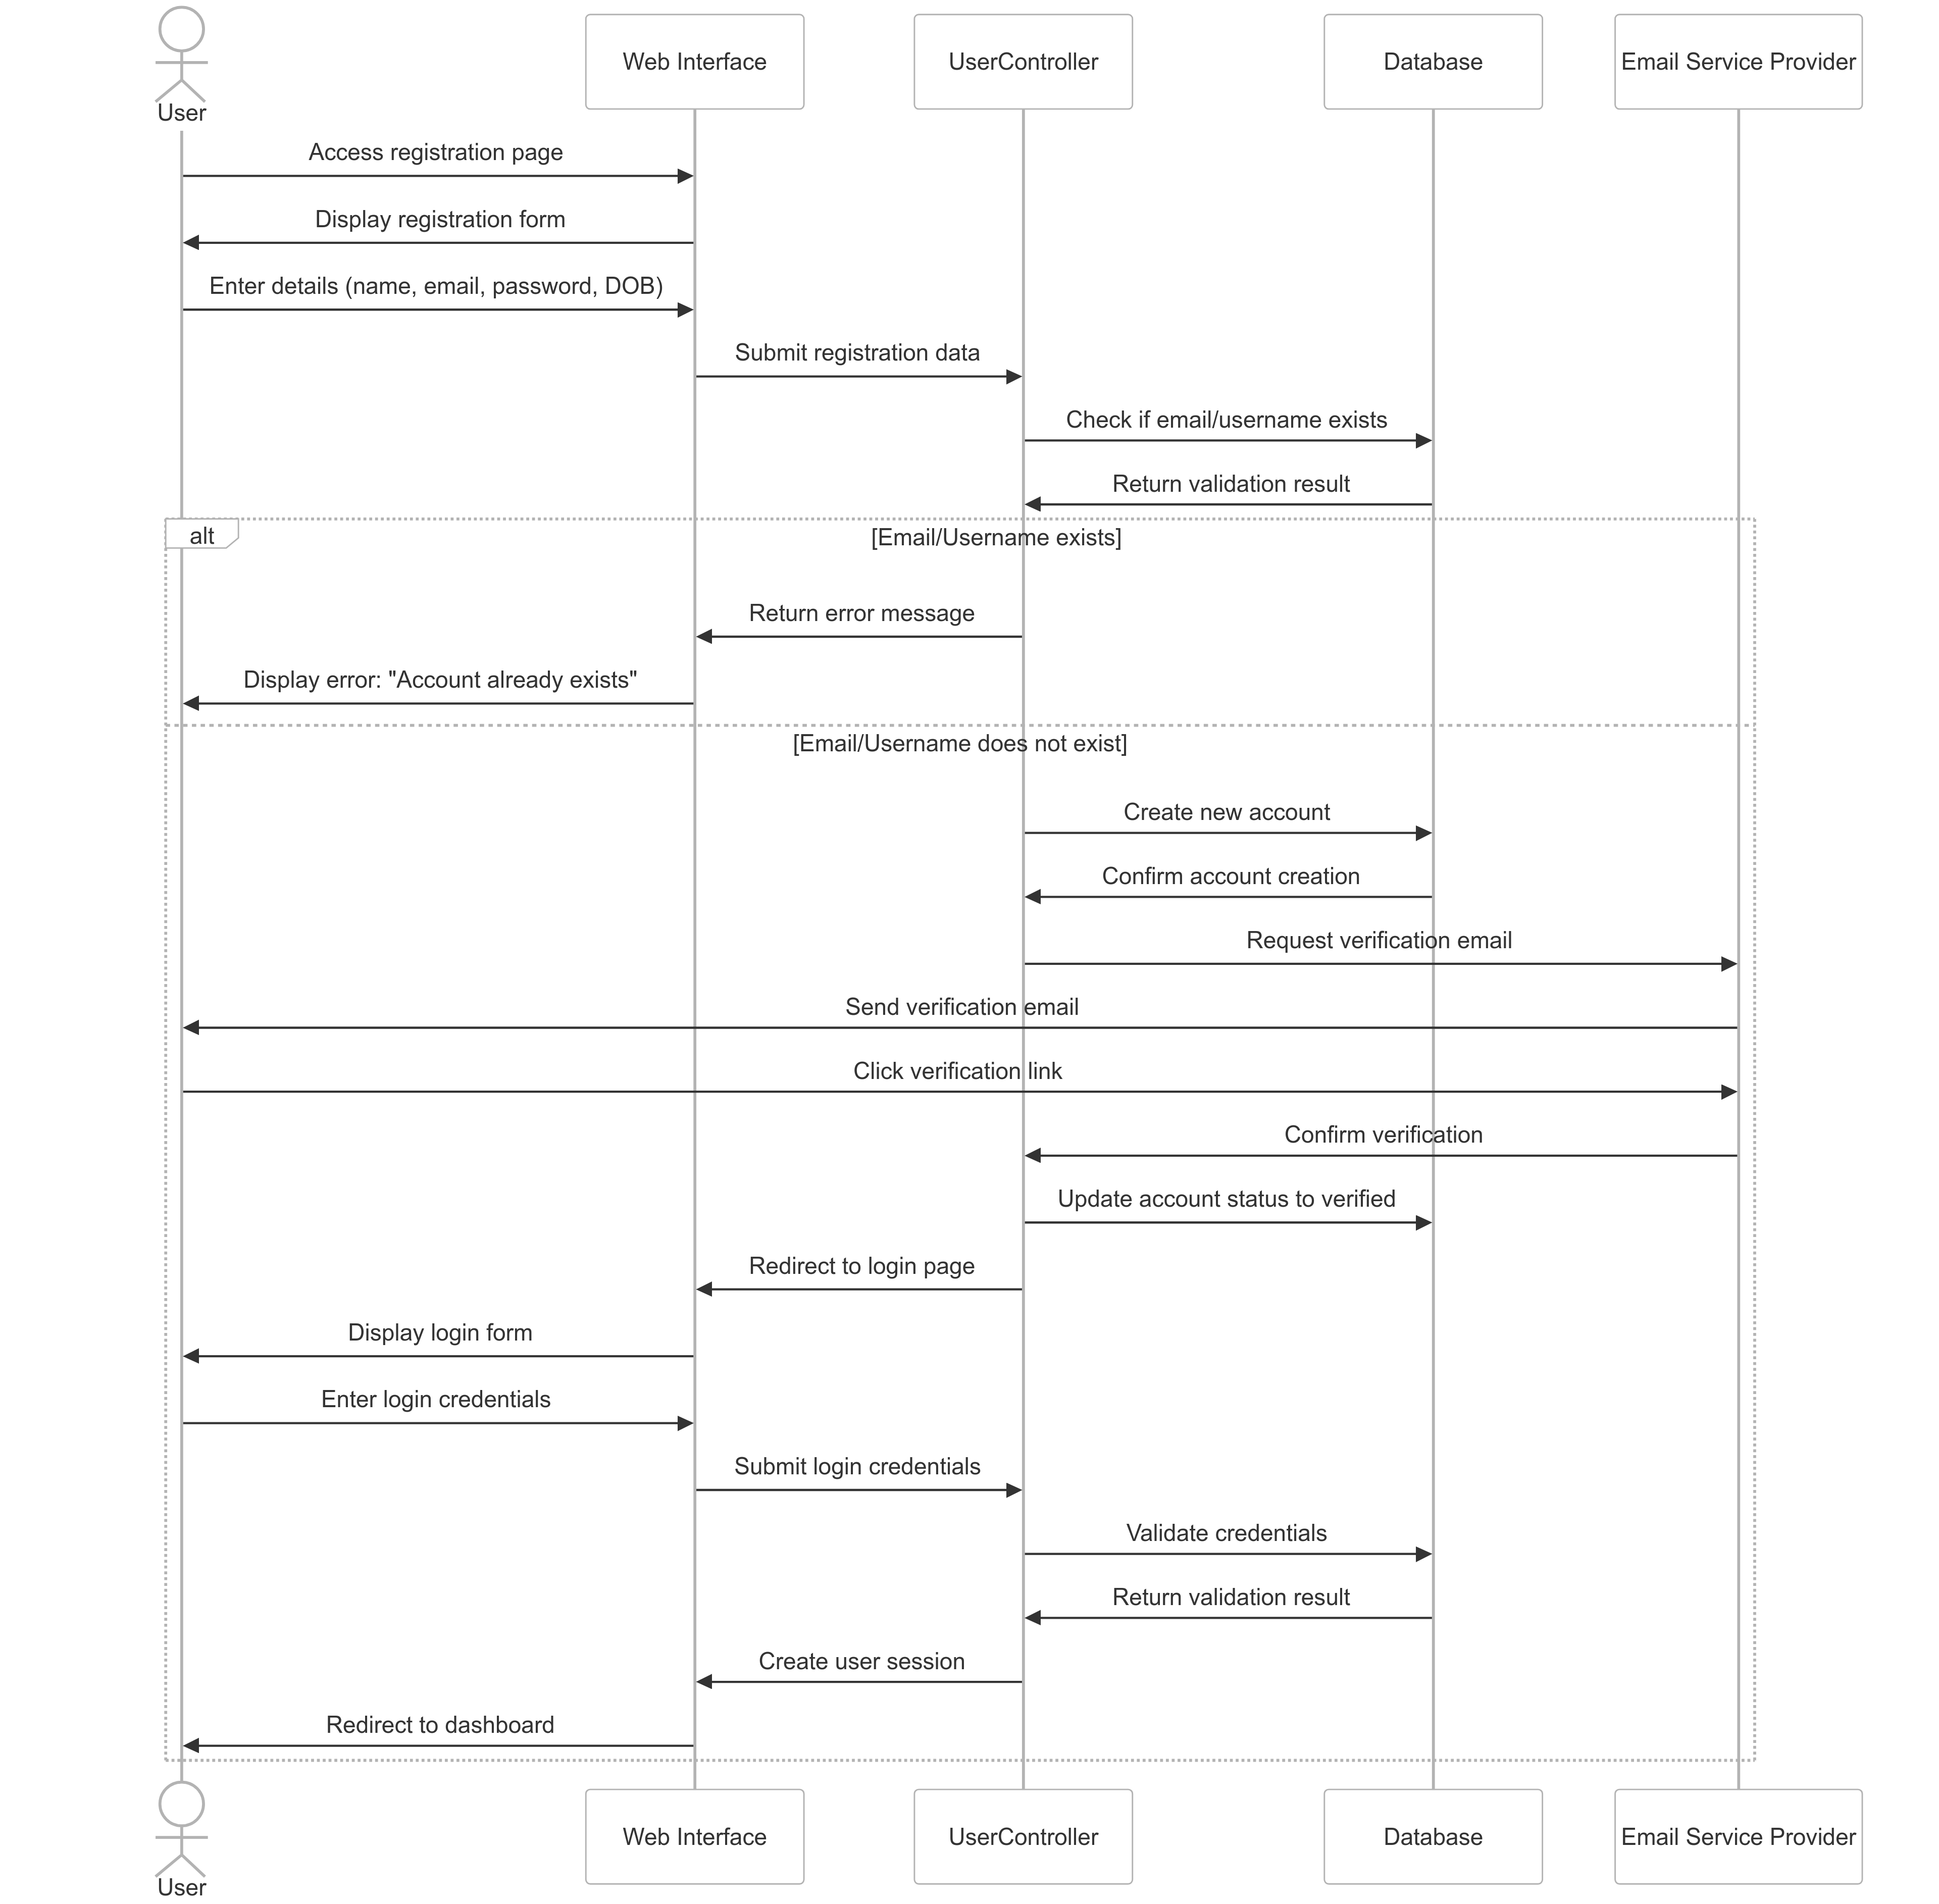 User
Web Interface
UserController
Database
Email Service Provider
Access registration page
Display registration form
Enter details (name, email, password, DOB)
Submit registration data
Check if email/username exists
Return validation result
alt
[Email/Username exists]
Return error message
Display error: "Account already exists"
[Email/Username does not exist]
Create new account
Confirm account creation
Request verification email
Send verification email
Click verification link
Confirm verification
Update account status to verified
Redirect to login page
Display login form
Enter login credentials
Submit login credentials
Validate credentials
Return validation result
Create user session
Redirect to dashboard
User
Web Interface
UserController
Database
Email Service Provider